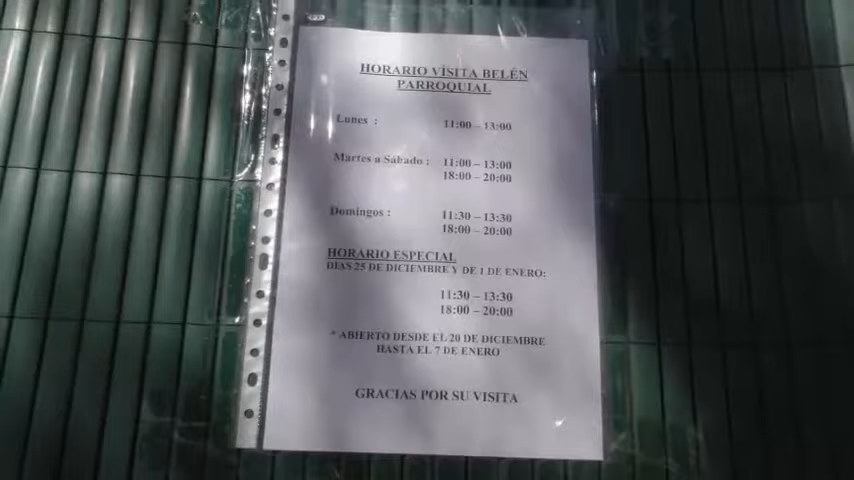 HORARIO VÍSITA BELÉN
PARROQUIAL
Lunes : 11:00 – 13:00
Martes a Sábado : 11:00 – 13:00
18:00 – 20:00
Domingos : 11:30 – 13:30
18:00 – 20:00
HORARIO ESPECIAL
DÍAS 25 DE DICIEMBRE Y DE 1 DE ENERO:
11:30 – 13:30
18:00 – 20:00
* ABIERTO DESDE EL 20 DE DICIEMBRE
HASTA EL 7 DE ENERO
GRACIAS POR SU VISITA